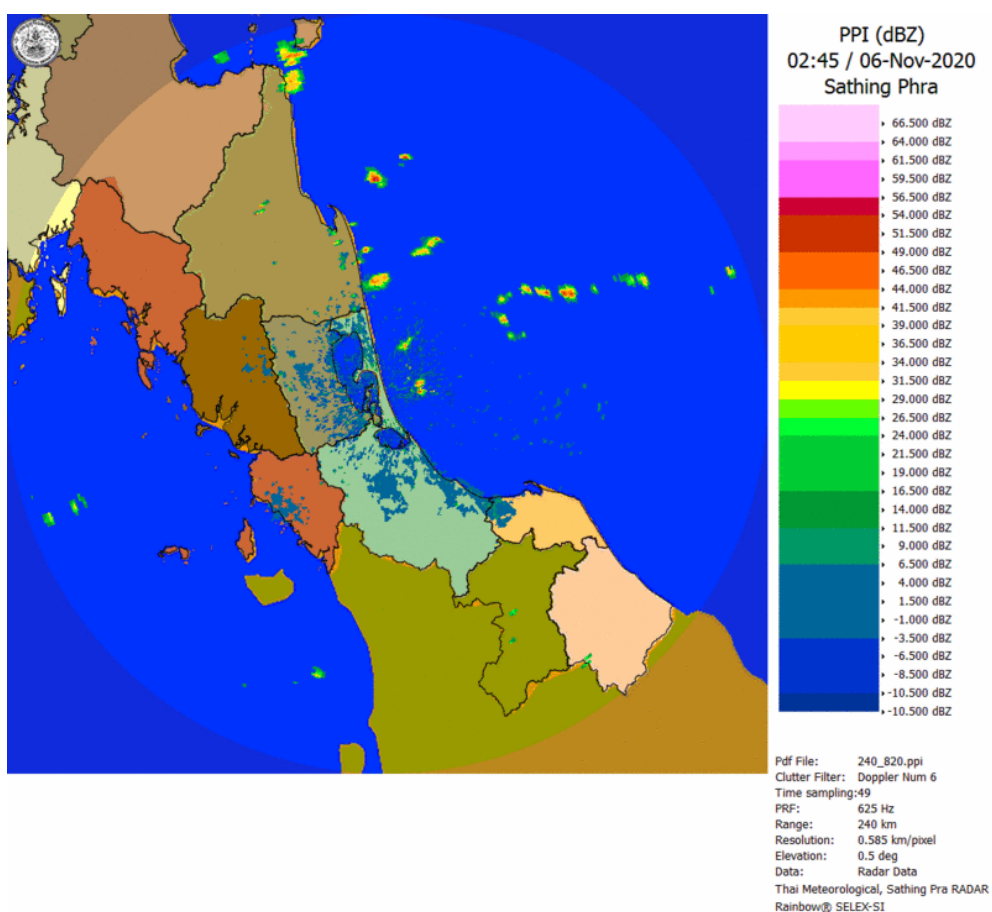 PPI (dBZ)
02:45 / 06-Nov-2020
Sathing Phra
66.500 dBZ
64.000 dBZ
61.500 dBZ
59.500 dBZ
56.500 dBZ
54.000 dBZ
51.500 dBZ
49.000 dBZ
46.500 dBZ
44.000 dBZ
41.500 dBZ
39.000 dBZ
36.500 dBZ
34.000 dBZ
31.500 dBZ
29.000 dBZ
26.500 dBZ
24.000 dBZ
21.500 dBZ
19.000 dBZ
16.500 dBZ
14.000 dBZ
11.500 dBZ
9.000 dBZ
6.500 dBZ
4.000 dBZ
1.500 dBZ
-1.000 dBZ
-3.500 dBZ
-6.500 dBZ
-8.500 dBZ
-10.500 dBZ
-10.500 dBZ
Pdf File: 240_820.ppi
Clutter Filter: Doppler Num 6
Time sampling:49
PRF: 625 Hz
Range: 240 km
Resolution: 0.585 km/pixel
Elevation: 0.5 deg
Data: Radar Data
Thai Meteorological, Sathing Pra RADAR
Rainbow® SELEX-SI